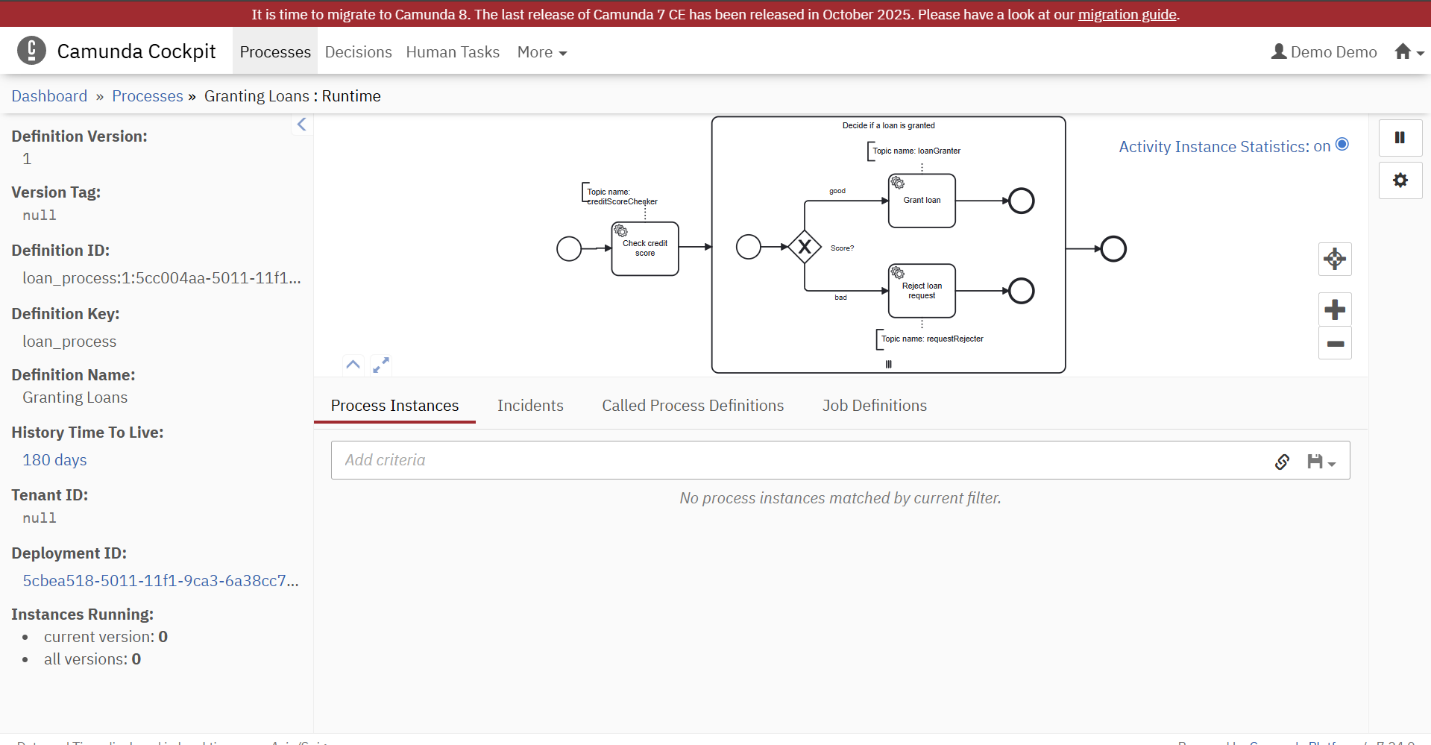 It is time to migrate to Camunda 8. The last release of Camunda 7 CE has been released in October 2025. Please have a look at our migration guide.
Camunda Cockpit
Processes
Decisions
Human Tasks
More
Demo Demo
Dashboard » Processes » Granting Loans : Runtime
Definition Version:
1
Version Tag:
null
Definition ID:
loan_process:1:5cc004aa-5011-11f1...
Definition Key:
loan_process
Definition Name:
Granting Loans
History Time To Live:
180 days
Tenant ID:
null
Deployment ID:
5cbea518-5011-11f1-9ca3-6a38cc7...
Instances Running:
current version: 0
all versions: 0
Decide if a loan is granted
Topic name: loanGranter
Activity Instance Statistics: on
Topic name:
creditScoreChecker
good
Grant loan
Check credit
score
Score?
Reject loan
request
bad
Topic name: requestRejecter
Process Instances
Incidents
Called Process Definitions
Job Definitions
Add criteria
No process instances matched by current filter.